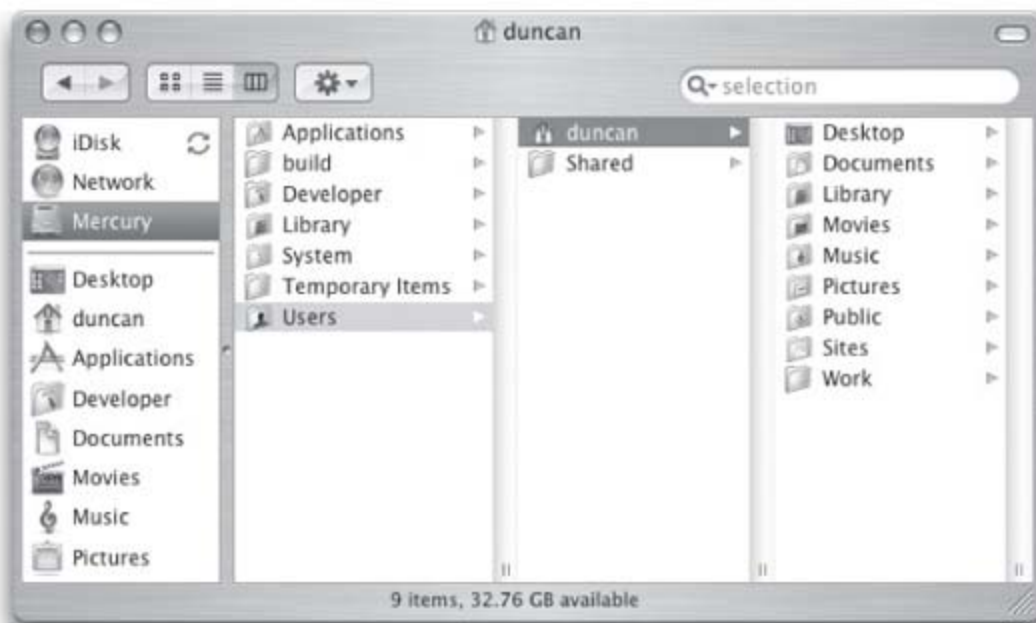 duncan
selection
iDisk
Network
Mercury
Desktop
duncan
Applications
Developer
Documents
Movies
Music
Pictures
Applications
build
Developer
Library
System
Temporary Items
Users
duncan
Shared
Desktop
Documents
Library
Movies
Music
Pictures
Public
Sites
Work
9 items, 32.76 GB available